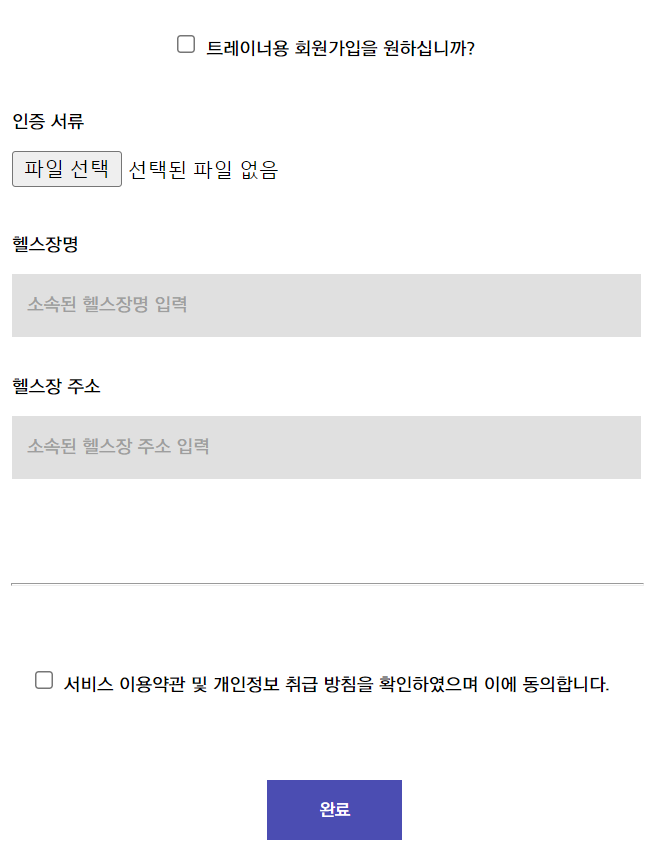 트레이너용 회원가입을 원하십니까?
인증 서류
파일 선택 선택된 파일 없음
헬스장명
소속된 헬스장명 입력
헬스장 주소
소속된 헬스장 주소 입력
서비스 이용약관 및 개인정보 취급 방침을 확인하였으며 이에 동의합니다.
완료